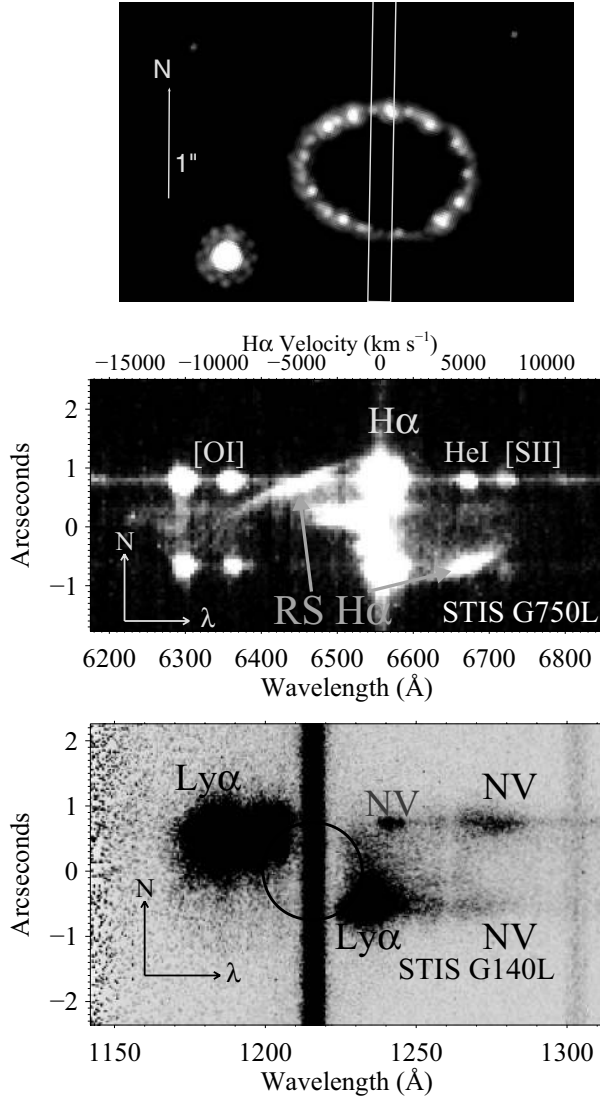 N
1"
Hα Velocity (km s⁻¹)
−15000 −10000 −5000 0 5000 10000
2
1
0
−1
Arcseconds
[OI]
Hα
HeI [SII]
N
λ
RS Hα
STIS G750L
6200 6300 6400 6500 6600 6700 6800
Wavelength (Å)
2
1
0
−1
−2
Arcseconds
Lyα
NV
NV
N
λ
Lyα
NV
STIS G140L
1150 1200 1250 1300
Wavelength (Å)